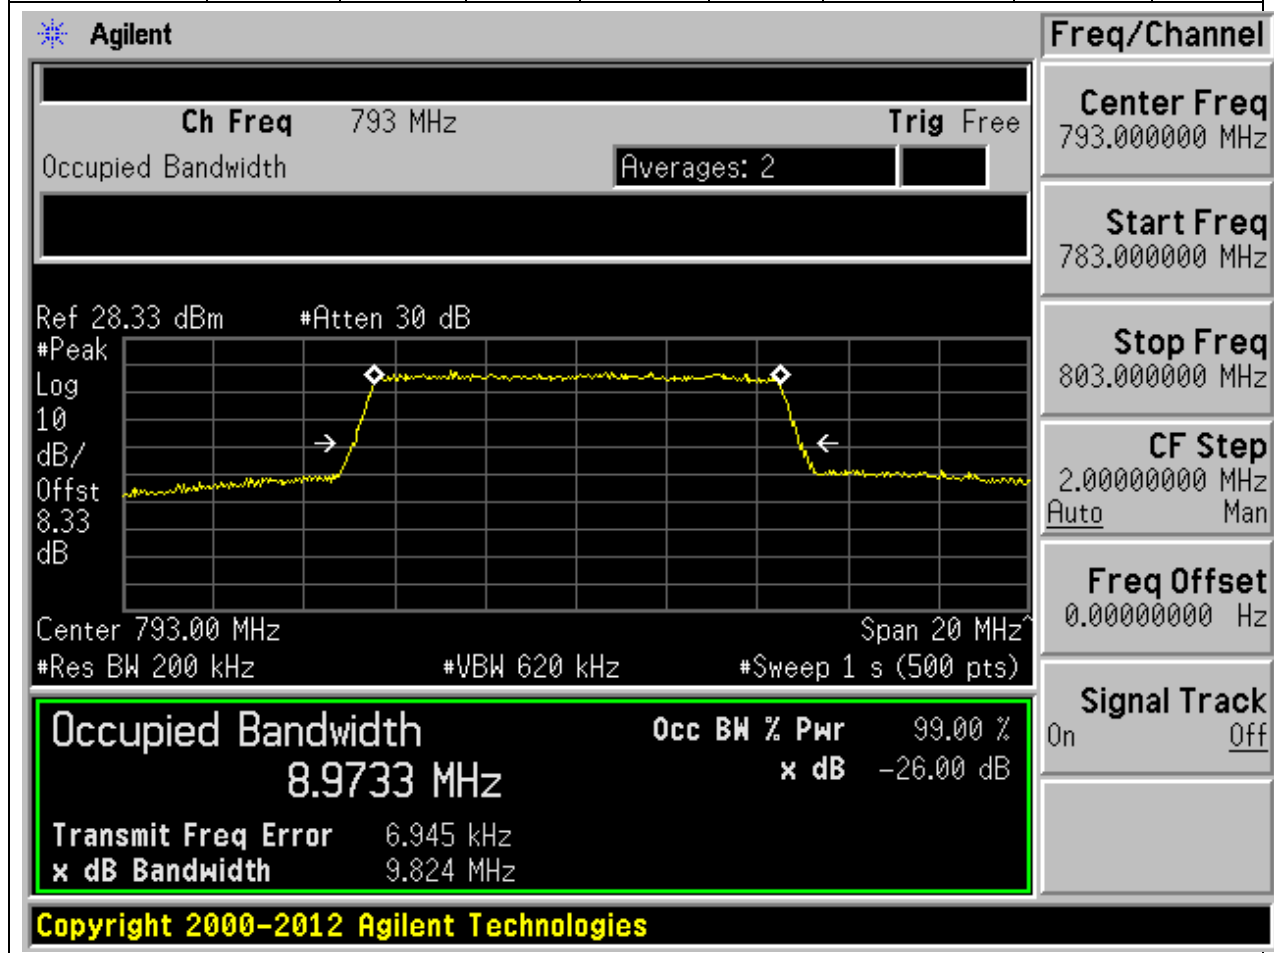 Agilent
Freq/Channel
Ch Freq 793 MHz Trig Free
Occupied Bandwidth Averages: 2
Ref 28.33 dBm #Atten 30 dB
#Peak
Log
10
dB/
Offst
8.33
dB
Center 793.00 MHz Span 20 MHz^
#Res BW 200 kHz #VBW 620 kHz #Sweep 1 s (500 pts)
Occupied Bandwidth Occ BW % Pwr 99.00 %
8.9733 MHz x dB -26.00 dB
Transmit Freq Error 6.945 kHz
x dB Bandwidth 9.824 MHz
Copyright 2000-2012 Agilent Technologies
Center Freq
793.000000 MHz
Start Freq
783.000000 MHz
Stop Freq
803.000000 MHz
CF Step
2.00000000 MHz
Auto Man
Freq Offset
0.00000000 Hz
Signal Track
On Off